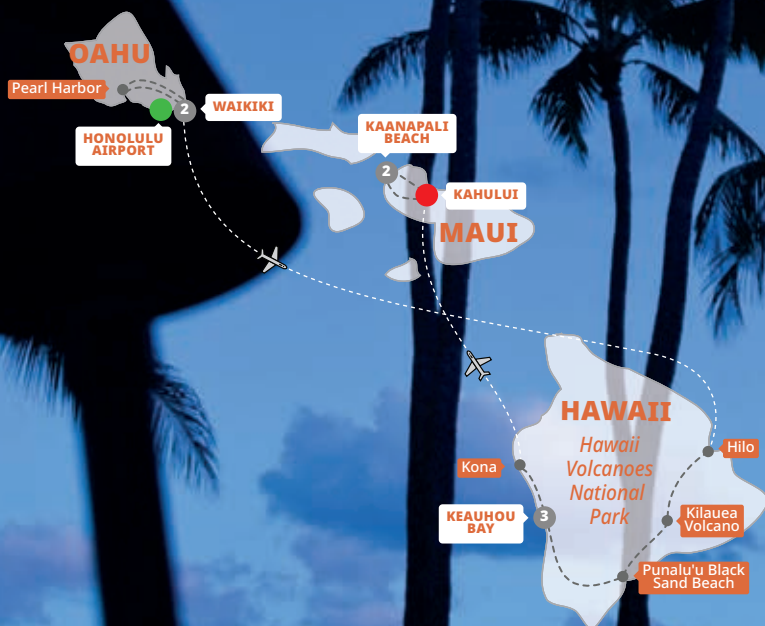 OAHU
Pearl Harbor
2
WAIKIKI
HONOLULU
AIRPORT
KAANAPALI
BEACH
2
KAHULUI
MAUI
HAWAII
Hawaii
Volcanoes
National
Park
Hilo
Kona
KEAUHOU
BAY
3
Kilauea
Volcano
Punalu'u Black
Sand Beach